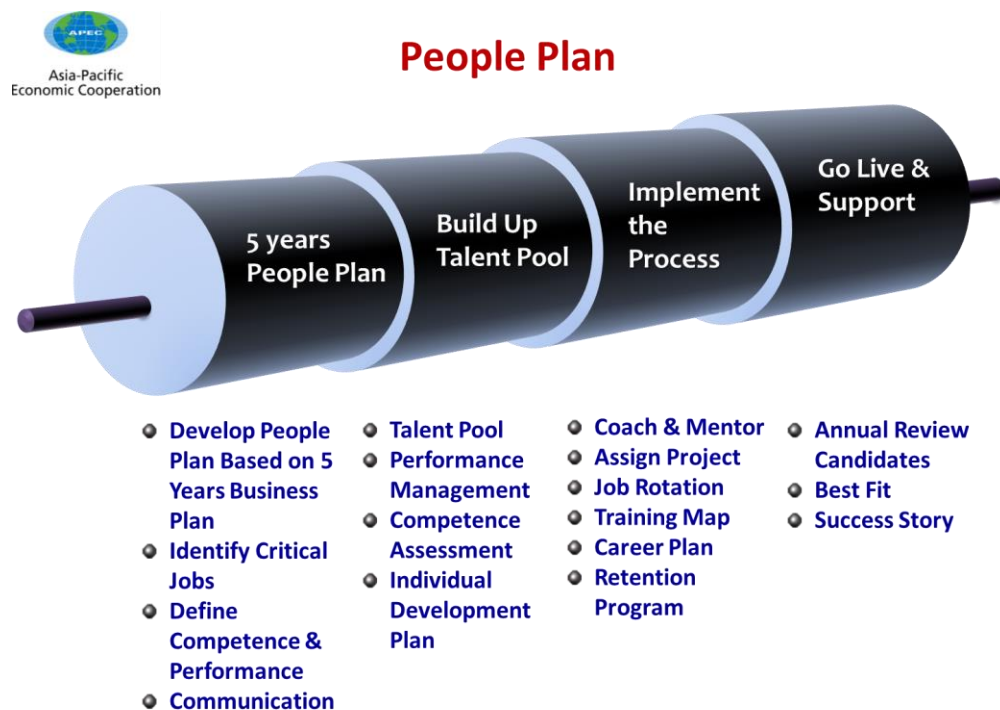 APEC
Asia-Pacific
Economic Cooperation
People Plan
5 years
People Plan
Build Up
Talent Pool
Implement
the
Process
Go Live &
Support
Develop People
Plan Based on 5
Years Business
Plan
Identify Critical
Jobs
Define
Competence &
Performance
Communication
Talent Pool
Performance
Management
Competence
Assessment
Individual
Development
Plan
Coach & Mentor
Assign Project
Job Rotation
Training Map
Career Plan
Retention
Program
Annual Review
Candidates
Best Fit
Success Story